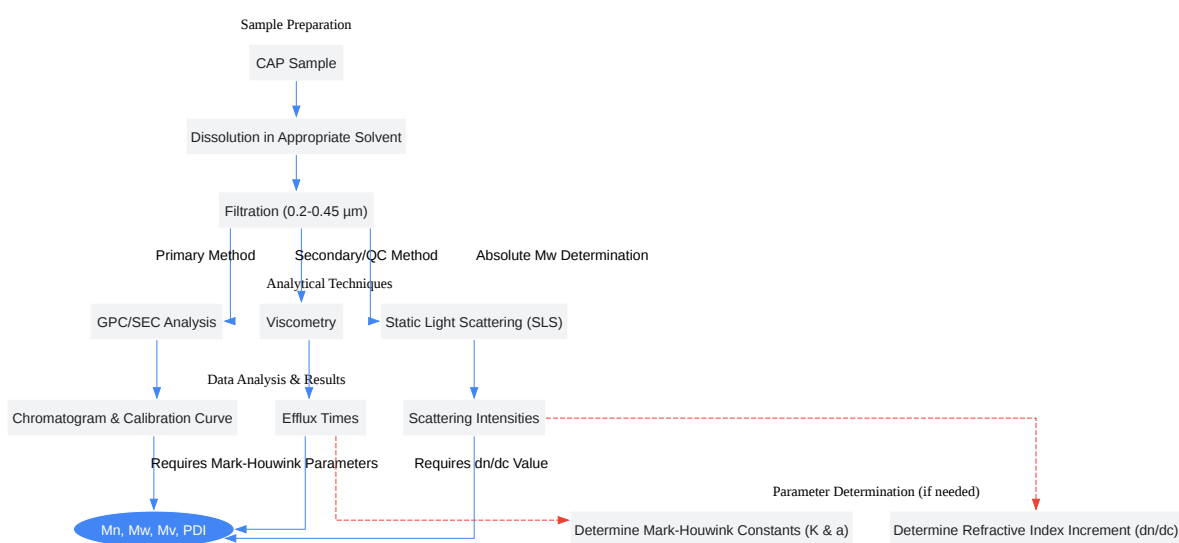 Sample Preparation
CAP Sample
Dissolution in Appropriate Solvent
Filtration (0.2-0.45 µm)
Primary Method
Secondary/QC Method
Absolute Mw Determination
Analytical Techniques
GPC/SEC Analysis
Viscometry
Static Light Scattering (SLS)
Data Analysis & Results
Chromatogram & Calibration Curve
Efflux Times
Scattering Intensities
Requires Mark-Houwink Parameters
Requires dn/dc Value
Parameter Determination (if needed)
Mn, Mw, Mv, PDI
Determine Mark-Houwink Constants (K & a)
Determine Refractive Index Increment (dn/dc)